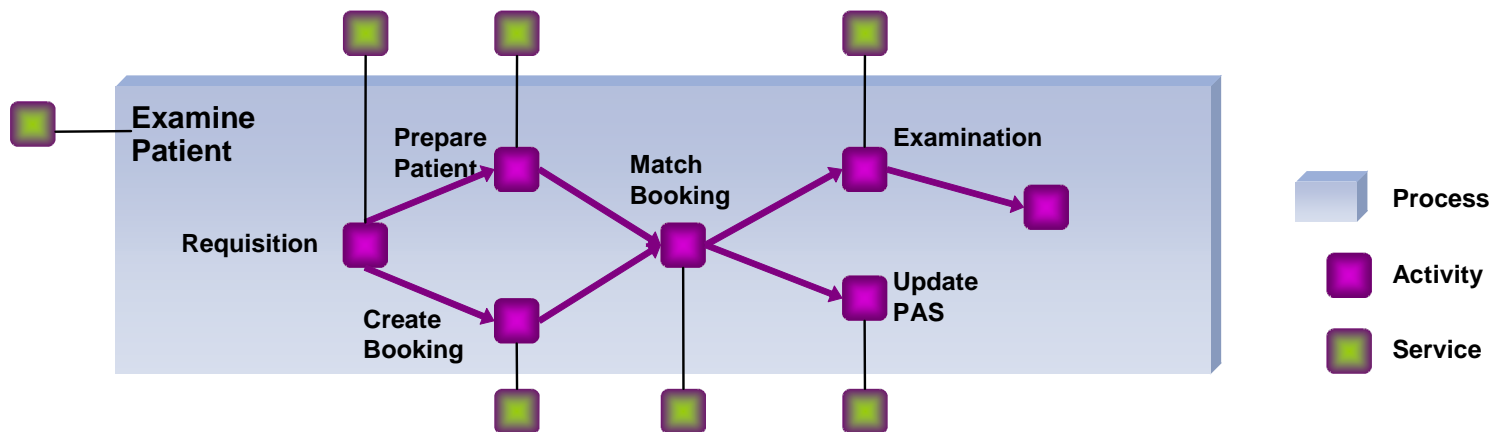 Examine
Patient
Prepare
Patient
Examination
Match
Booking
Requisition
Update
PAS
Create
Booking
Process
Activity
Service